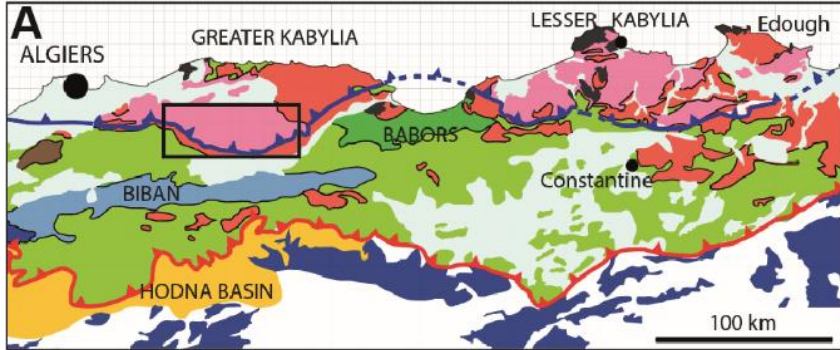 A
LESSER KABYLIA
Edough
GREATER KABYLIA
ALGIERS
BABORS
Constantine
BIBAN
HODNA BASIN
100 km